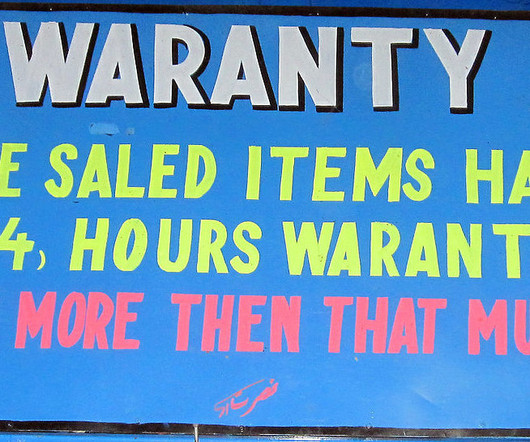 WARANTY
E SALED ITEMS HA
4, HOURS WARANT
MORE THEN THAT MU